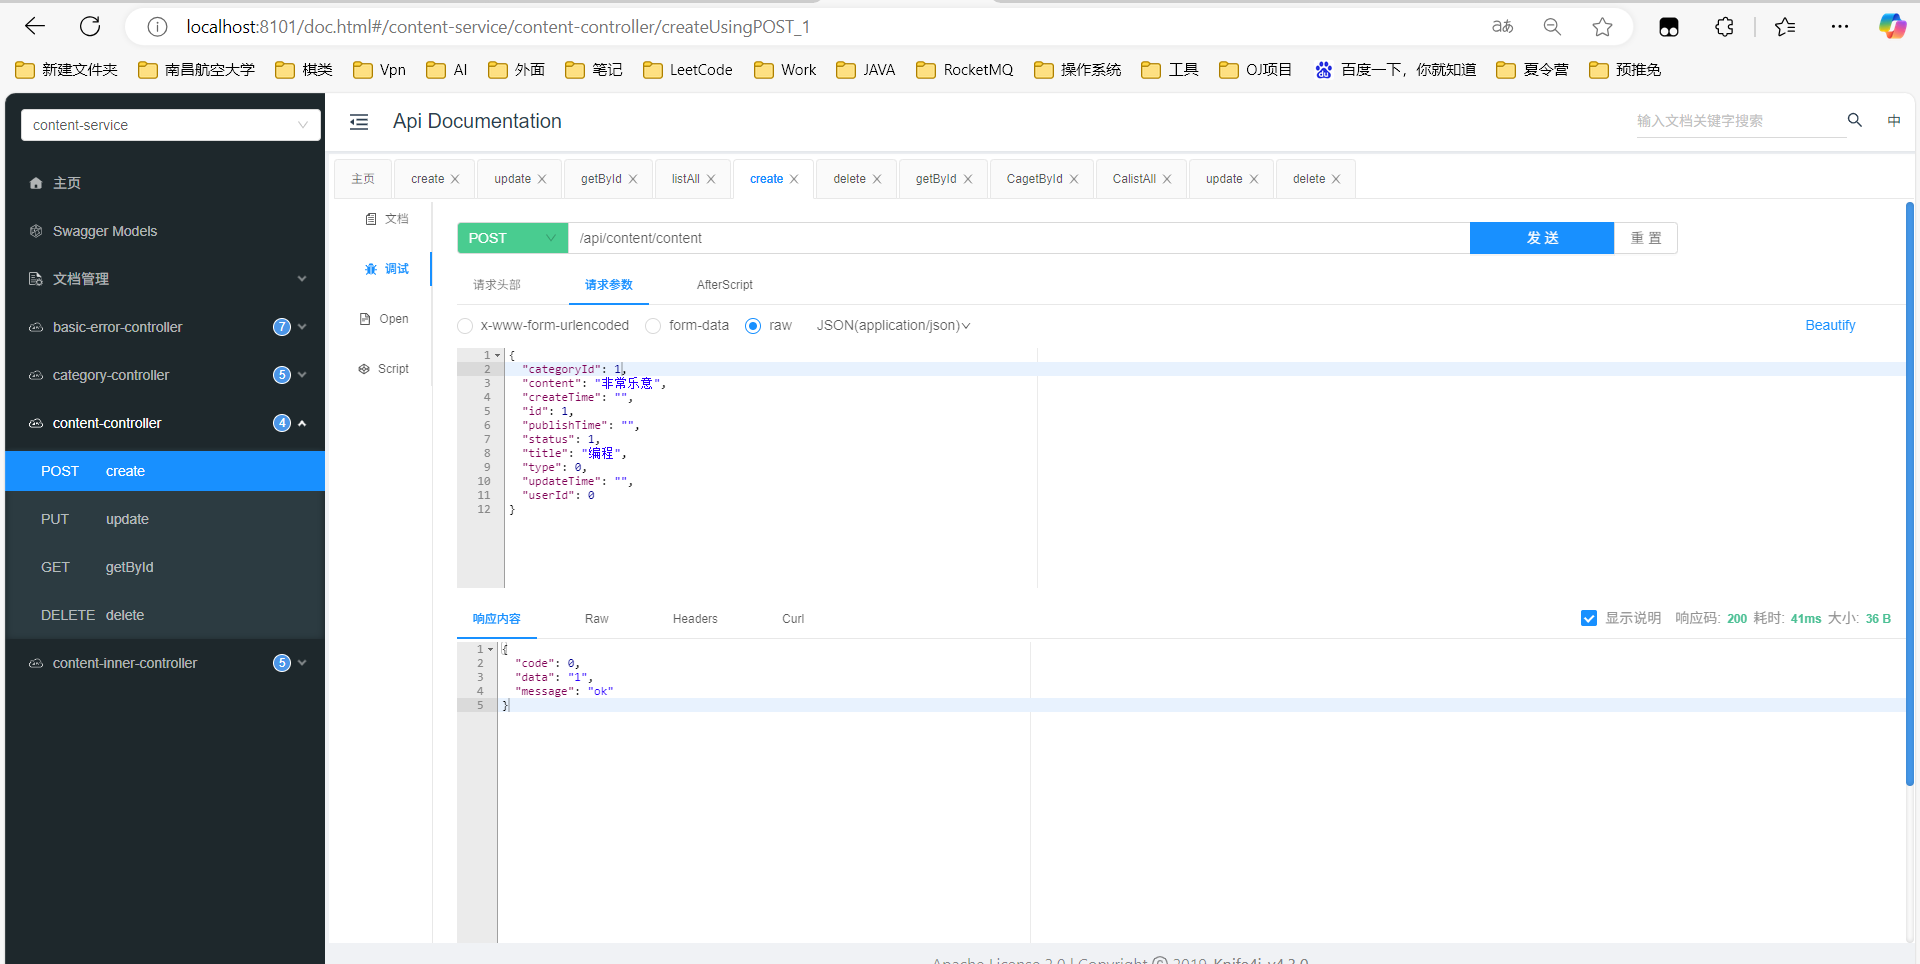 localhost:8101/doc.html#/content-service/content-controller/createUsingPOST_1
aあ
新建文件夹 南昌航空大学 棋类 Vpn AI 外面 笔记 LeetCode Work JAVA RocketMQ 操作系统 工具 OJ项目 du 百度一下，你就知道 夏令营 预推免
content-service
Api Documentation
输入文档关键字搜索
中
主页
Swagger Models
文档管理
basic-error-controller 7
category-controller 5
content-controller 4
POST create
PUT update
GET getById
DELETE delete
content-inner-controller 5
主页 create update getById listAll create delete getById CagetById CalistAll update delete
文档
调试
Open
Script
POST /api/content/content 发 送 重 置
请求头部 请求参数 AfterScript
x-www-form-urlencoded form-data raw JSON(application/json) Beautify
1 {
2 "categoryId": 1,
3 "content": "非常乐意",
4 "createTime": "",
5 "id": 1,
6 "publishTime": "",
7 "status": 1,
8 "title": "编程",
9 "type": 0,
10 "updateTime": "",
11 "userId": 0
12 }
响应内容 Raw Headers Curl 显示说明 响应码: 200 耗时: 41ms 大小: 36 B
1 {
2 "code": 0,
3 "data": "1",
4 "message": "ok"
5 }
Apache License 2.0 | Copyright © 2019-Knife4j-v4.3.0